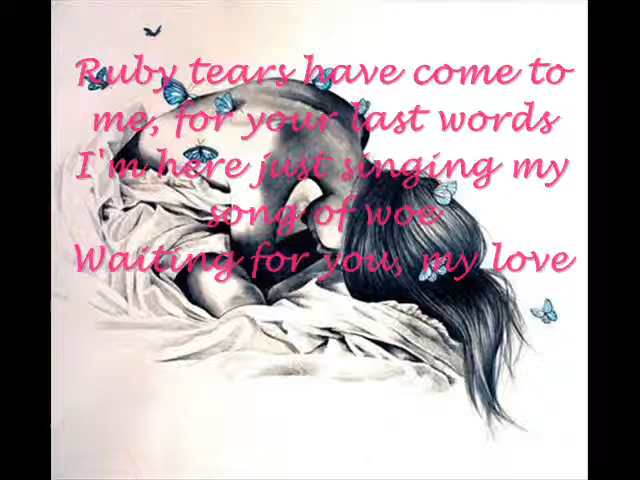 Ruby tears have come to
me, for your last words
I'm here just singing my
song of woe
Waiting for you, my love